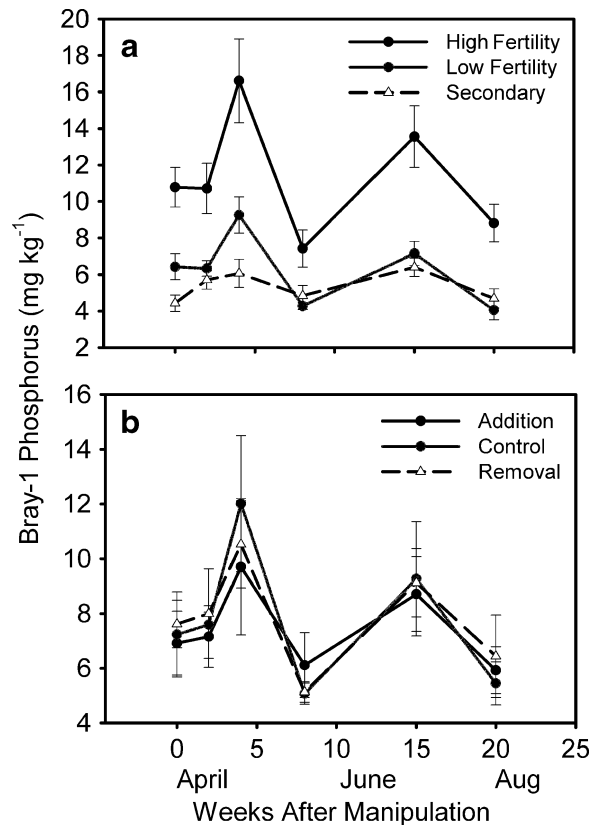 20
18
16
14
12
10
8
6
4
2
a
High Fertility
Low Fertility
Secondary
Bray-1 Phosphorus (mg kg⁻¹)
16
14
12
10
8
6
4
b
Addition
Control
Removal
0 5 10 15 20 25
April June Aug
Weeks After Manipulation